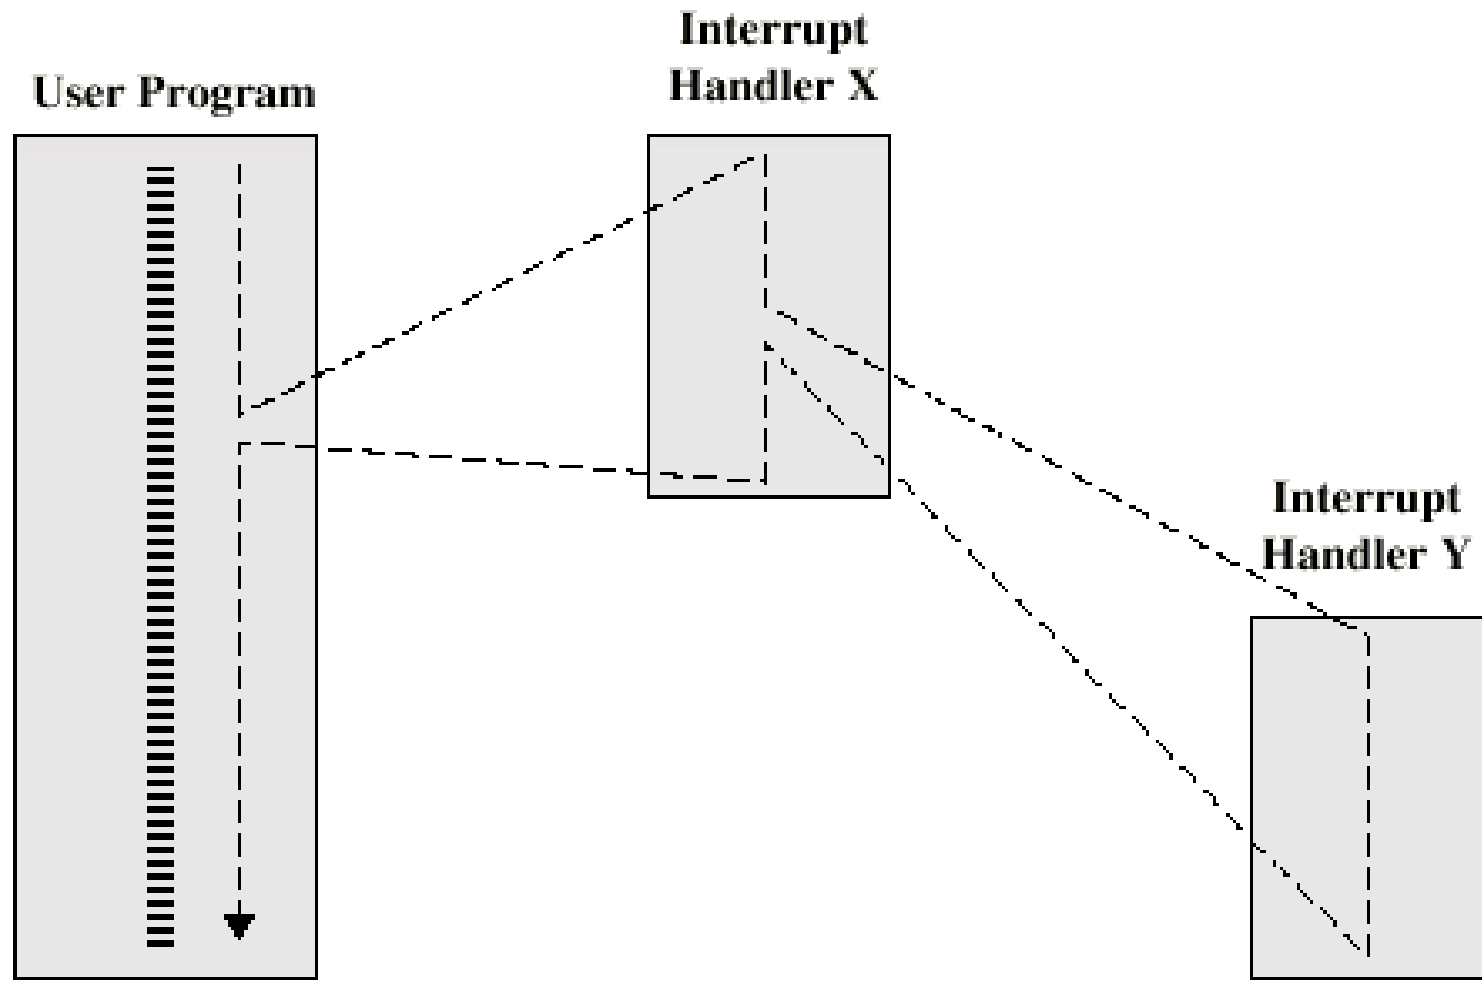 User Program
Interrupt
Handler X
Interrupt
Handler Y